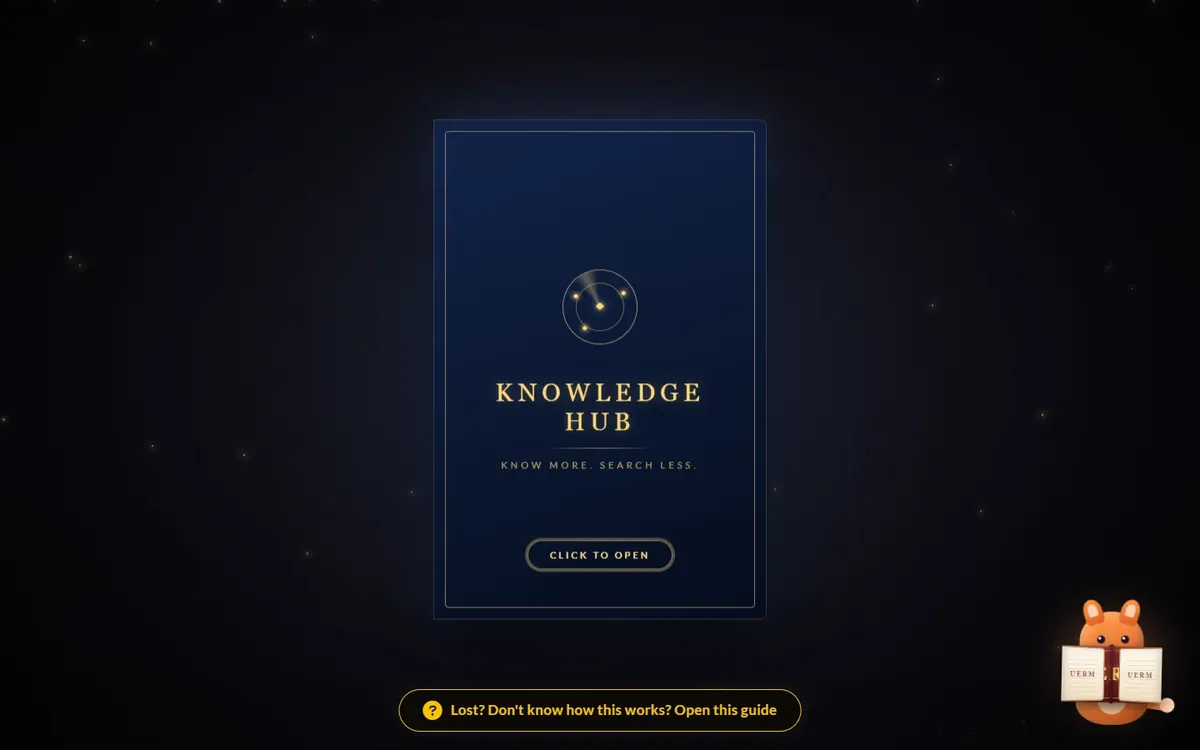 KNOWLEDGE
HUB
KNOW MORE. SEARCH LESS.
CLICK TO OPEN
? Lost? Don't know how this works? Open this guide
UERM
ER
UERM